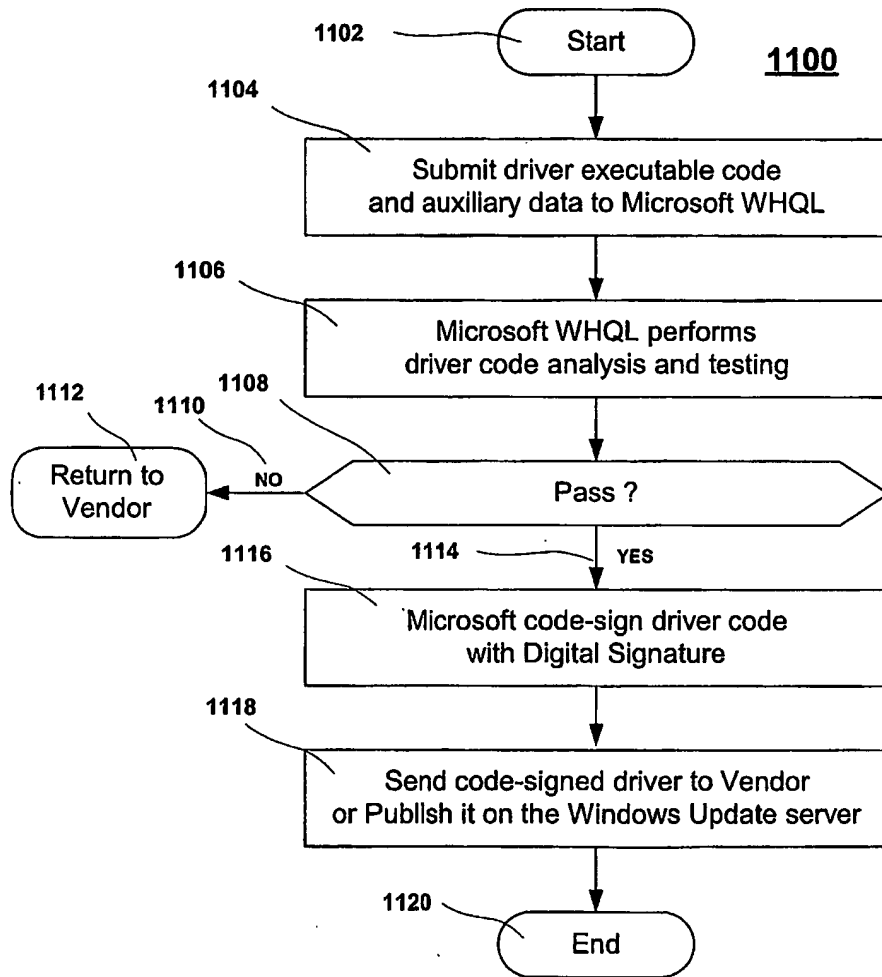 1102
Start
1100
1104
Submit driver executable code
and auxiliary data to Microsoft WHQL
1106
Microsoft WHQL performs
driver code analysis and testing
1112
1110
1108
Return to
Vendor
NO
Pass ?
1114
YES
1116
Microsoft code-sign driver code
with Digital Signature
1118
Send code-signed driver to Vendor
or Publish it on the Windows Update server
1120
End